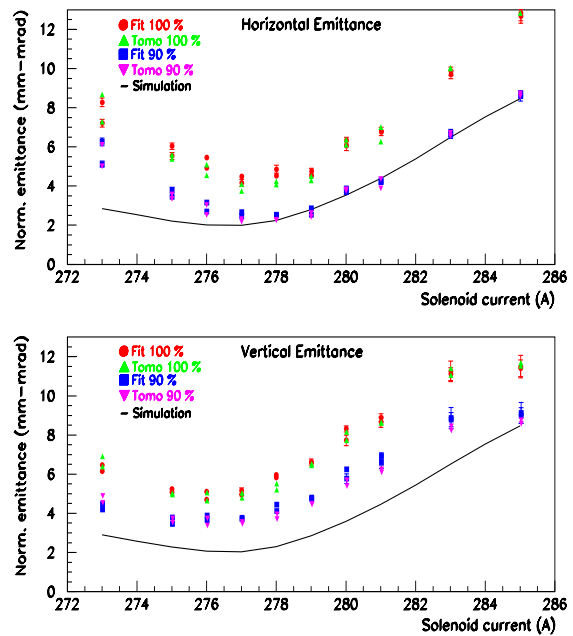 Horizontal Emittance
Fit 100 %
Tomo 100 %
Fit 90 %
Tomo 90 %
– Simulation
Norm. emittance (mm–mrad)
12
10
8
6
4
2
0
272 274 276 278 280 282 284 286
Solenoid current (A)
Vertical Emittance
Fit 100 %
Tomo 100 %
Fit 90 %
Tomo 90 %
– Simulation
Norm. emittance (mm–mrad)
12
10
8
6
4
2
0
272 274 276 278 280 282 284 286
Solenoid current (A)